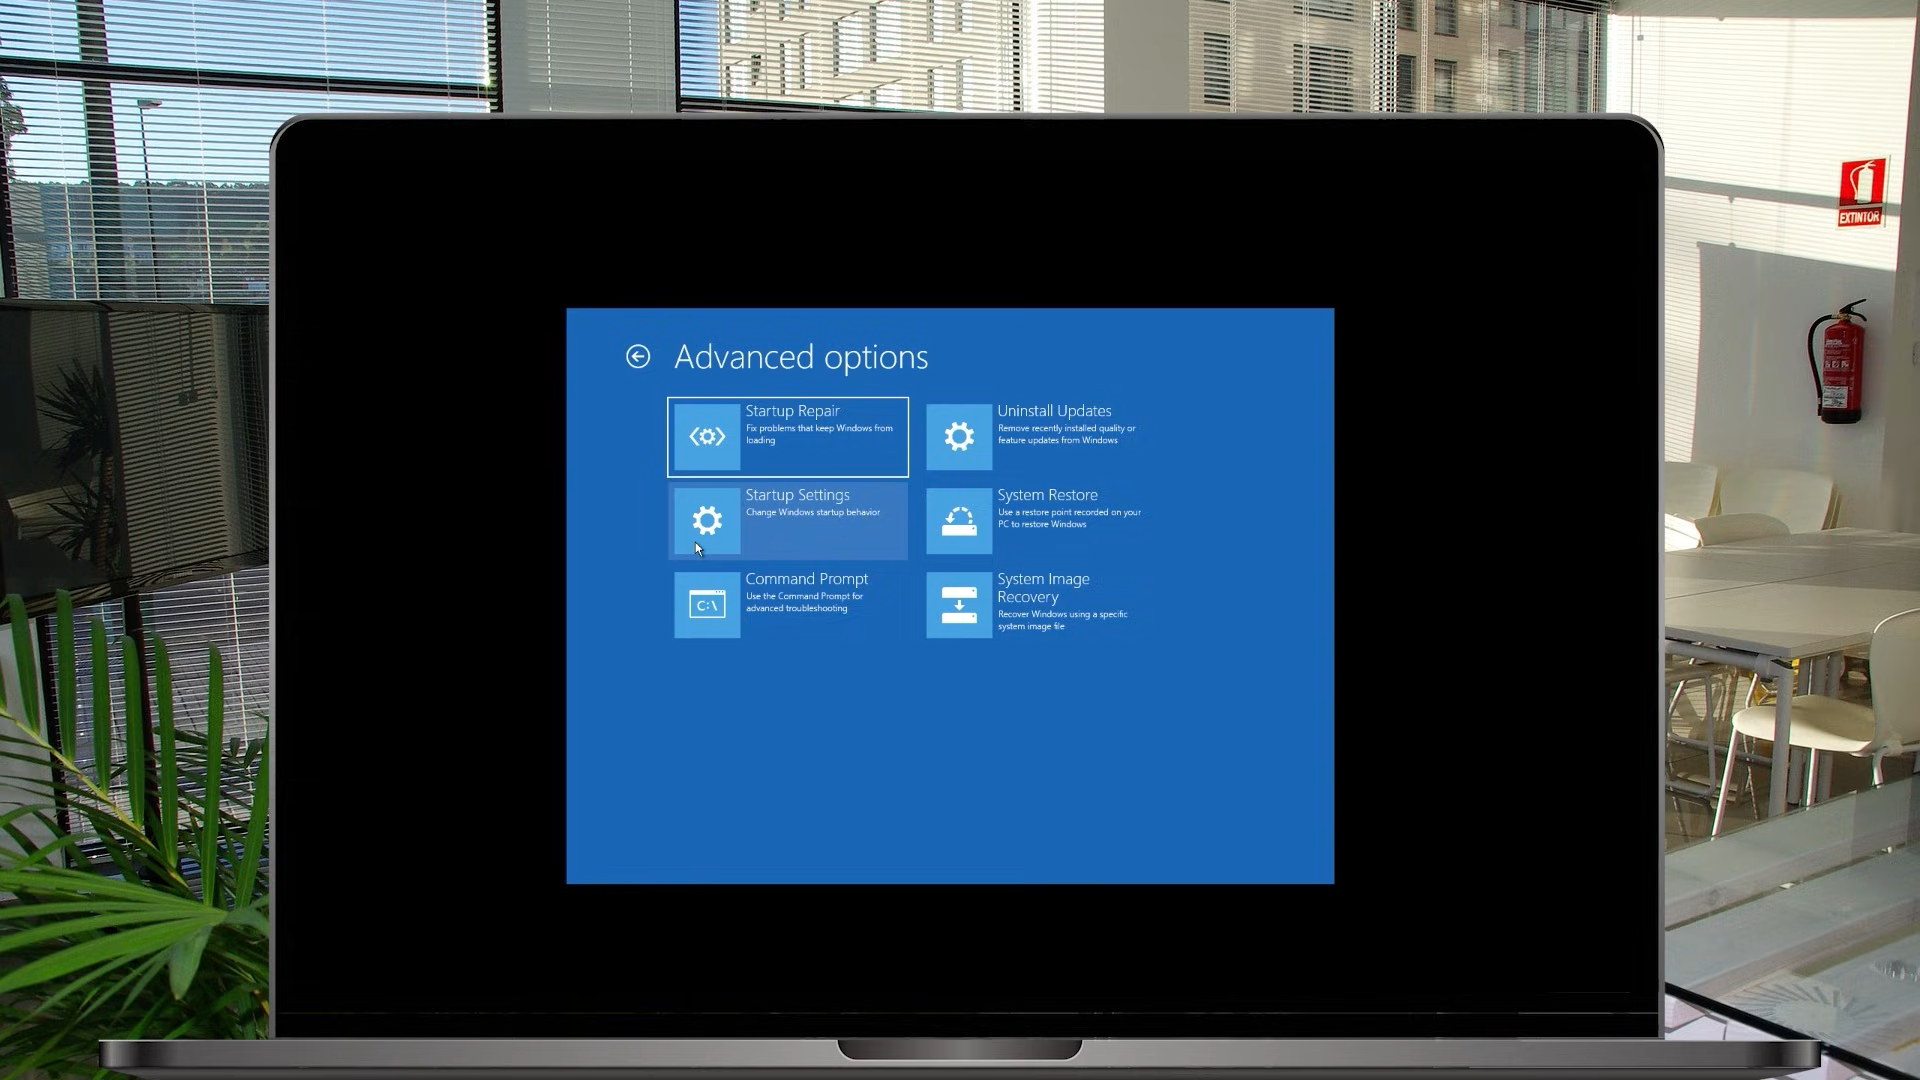 EXTINTOR
Advanced options
Startup Repair
Fix problems that keep Windows from
loading
Uninstall Updates
Remove recently installed quality or
feature updates from Windows
Startup Settings
Change Windows startup behavior
System Restore
Use a restore point recorded on your
PC to restore Windows
C:\
Command Prompt
Use the Command Prompt for
advanced troubleshooting
System Image
Recovery
Recover Windows using a specific
system image file